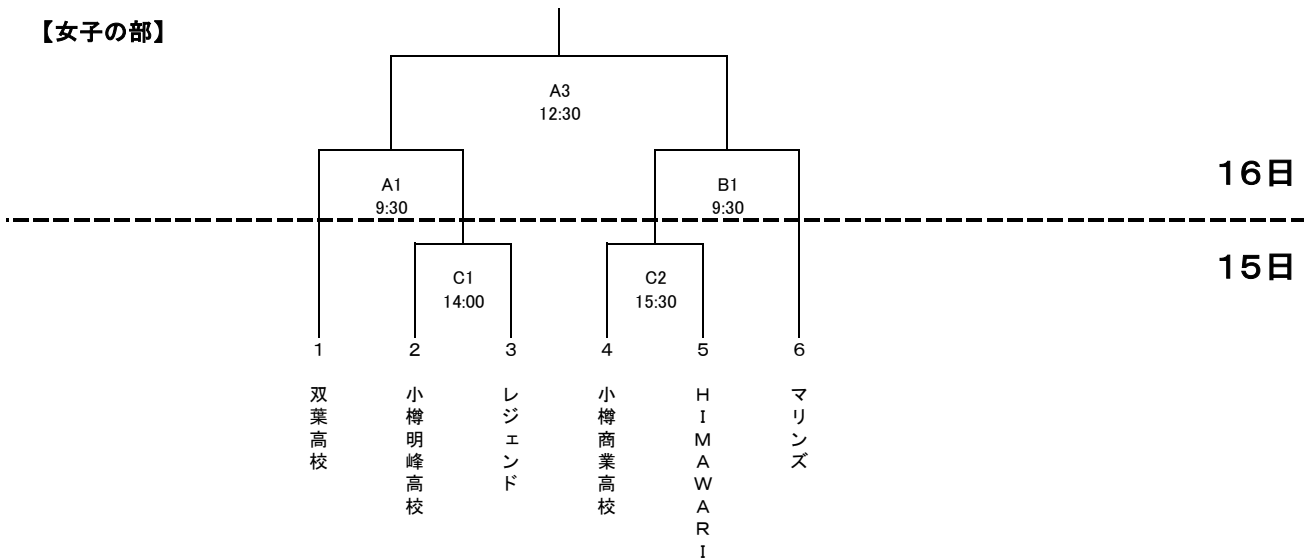 【女子の部】
A3
12:30
16日
A1
9:30
B1
9:30
15日
C1
14:00
C2
15:30
1
2
3
4
5
6
双葉高校
小樽明峰高校
レジェンド
小樽商業高校
HIMAWARI
マリンズ